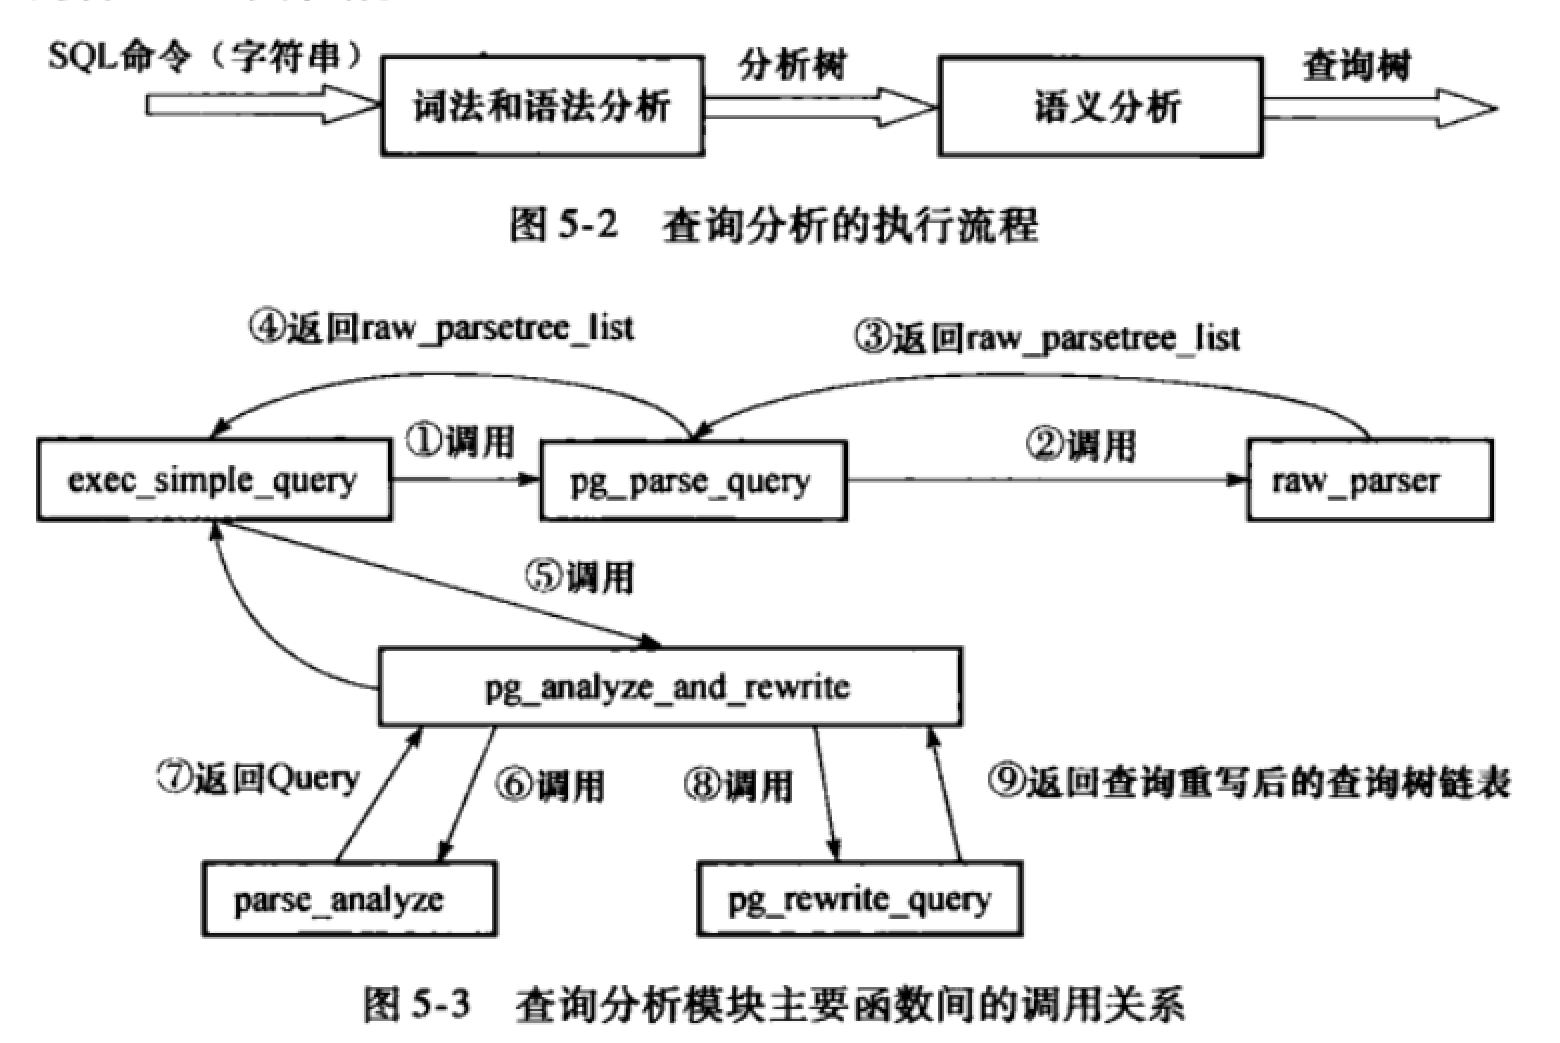 SQL命令（字符串）
分析树
查询树
词法和语法分析
语义分析
图 5-2 查询分析的执行流程
④返回raw_parsetree_list
③返回raw_parsetree_list
①调用
②调用
exec_simple_query
pg_parse_query
raw_parser
⑤调用
pg_analyze_and_rewrite
⑦返回Query
⑥调用
⑧调用
⑨返回查询重写后的查询树链表
parse_analyze
pg_rewrite_query
图 5-3 查询分析模块主要函数间的调用关系